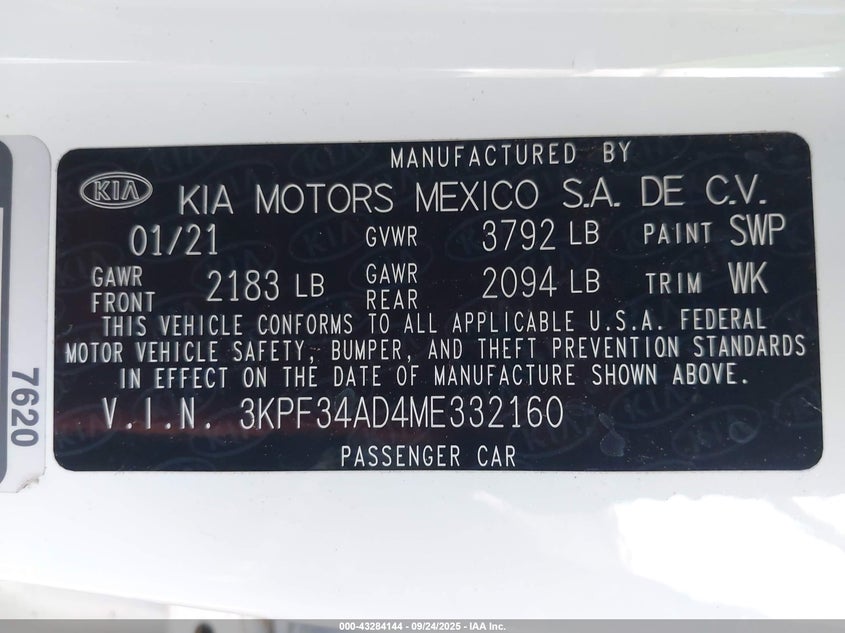 MANUFACTURED BY
KIA KIA MOTORS MEXICO S.A. DE C.V.
01/21 GVWR 3792 LB PAINT SWP
GAWR FRONT 2183 LB GAWR REAR 2094 LB TRIM WK
THIS VEHICLE CONFORMS TO ALL APPLICABLE U.S.A. FEDERAL
MOTOR VEHICLE SAFETY, BUMPER, AND THEFT PREVENTION STANDARDS
IN EFFECT ON THE DATE OF MANUFACTURE SHOWN ABOVE.
V.I.N. 3KPF34AD4ME332160
PASSENGER CAR
7620
000-43284144 - 09/24/2025 - IAA Inc.